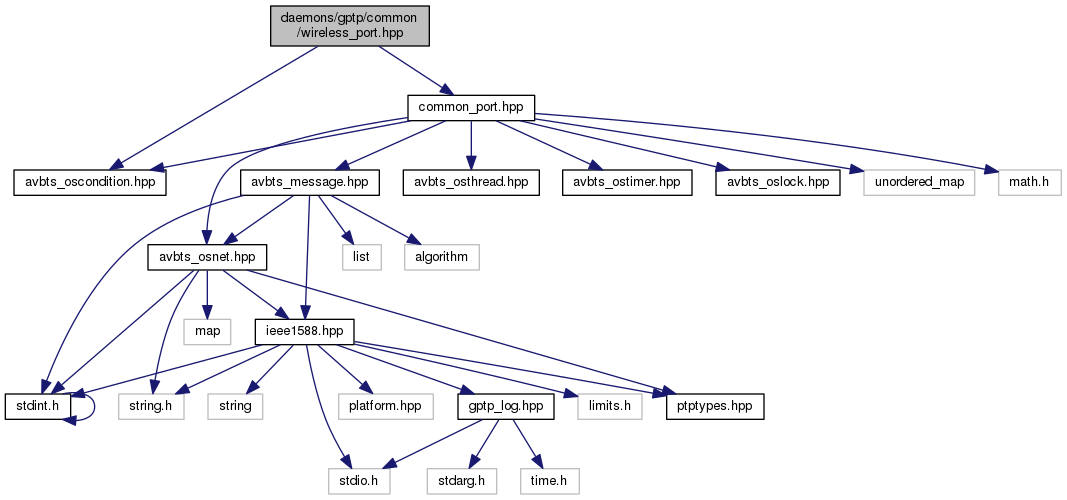 daemons/gptp/common
/wireless_port.hpp
common_port.hpp
avbts_oscondition.hpp
avbts_message.hpp
avbts_osthread.hpp
avbts_ostimer.hpp
avbts_oslock.hpp
unordered_map
math.h
avbts_osnet.hpp
list
algorithm
map
ieee1588.hpp
stdint.h
string.h
string
platform.hpp
gptp_log.hpp
limits.h
ptptypes.hpp
stdio.h
stdarg.h
time.h